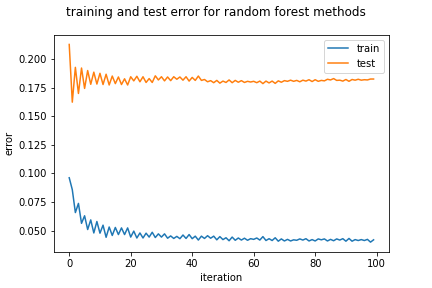 training and test error for random forest methods
train
test
error
0.200
0.175
0.150
0.125
0.100
0.075
0.050
0
20
40
60
80
100
iteration